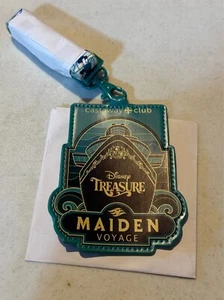 castaway club
Disney
TREASURE
MAIDEN
VOYAGE